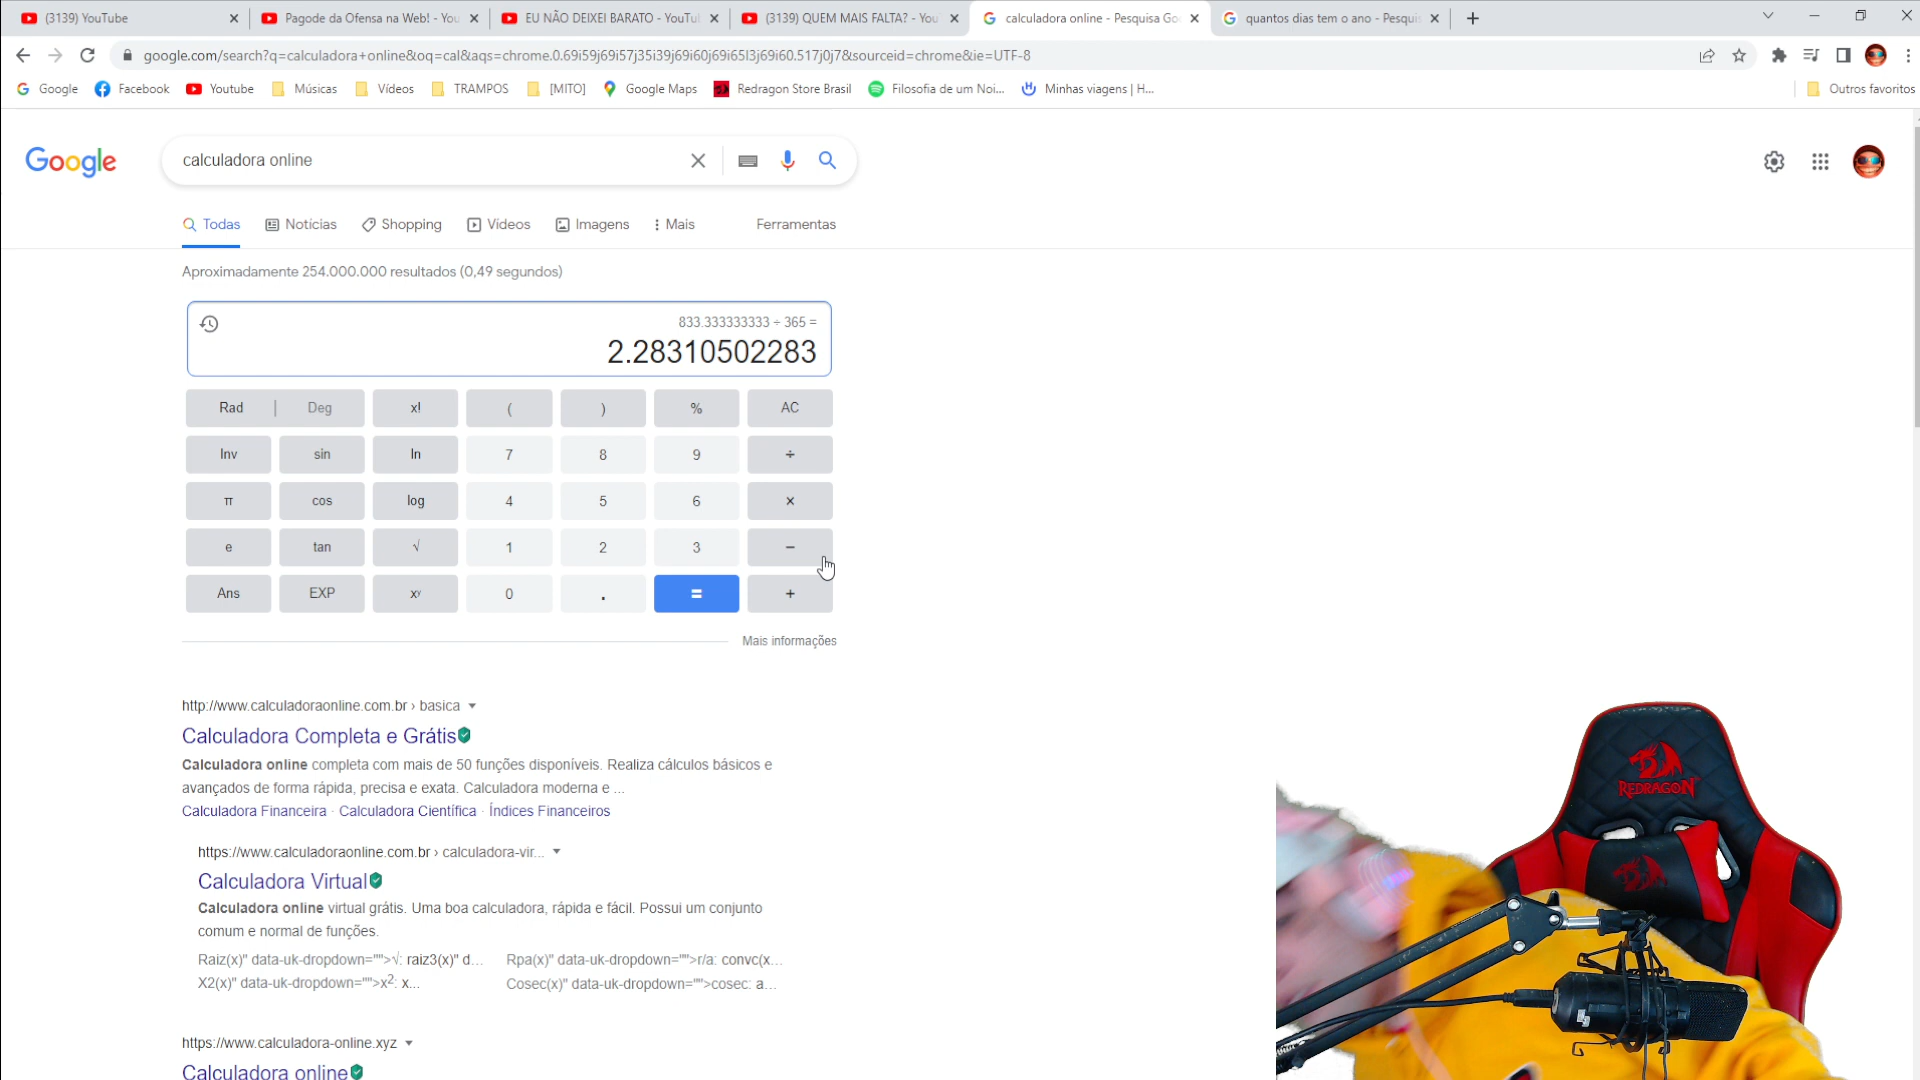 (3139) YouTube
Pagode da Ofensa na Web! - You
EU NÃO DEIXEI BARATO - YouTu
(3139) QUEM MAIS FALTA? - You
calculadora online - Pesquisa Go
quantos dias tem o ano - Pesqui
google.com/search?q=calculadora+online&oq=cal&aqs=chrome.0.69i59j69i57j35i39j69i60j69i65l3j69i60.517j0j7&sourceid=chrome&ie=UTF-8
Google
Facebook
Youtube
Músicas
Vídeos
TRAMPOS
[MITO]
Google Maps
Redragon Store Brasil
Filosofia de um Noi...
Minhas viagens | H...
Outros favoritos
Google
calculadora online
Todas
Notícias
Shopping
Vídeos
Imagens
Mais
Ferramentas
Aproximadamente 254.000.000 resultados (0,49 segundos)
833.333333333 ÷ 365 =
2.28310502283
Rad | Deg x! ( ) % AC
Inv sin ln 7 8 9 ÷
π cos log 4 5 6 ×
e tan √ 1 2 3 −
Ans EXP xʸ 0 . = +
Mais informações
http://www.calculadoraonline.com.br › basica
Calculadora Completa e Grátis
Calculadora online completa com mais de 50 funções disponíveis. Realiza cálculos básicos e
avançados de forma rápida, precisa e exata. Calculadora moderna e ...
Calculadora Financeira · Calculadora Científica · Índices Financeiros
https://www.calculadoraonline.com.br › calculadora-vir...
Calculadora Virtual
Calculadora online virtual grátis. Uma boa calculadora, rápida e fácil. Possui um conjunto
comum e normal de funções.
Raiz(x)" data-uk-dropdown="">√: raiz3(x)" d...
Rpa(x)" data-uk-dropdown="">r/a: convc(x...
X2(x)" data-uk-dropdown="">x²: x...
Cosec(x)" data-uk-dropdown="">cosec: a...
https://www.calculadora-online.xyz
Calculadora online
REDRAGON